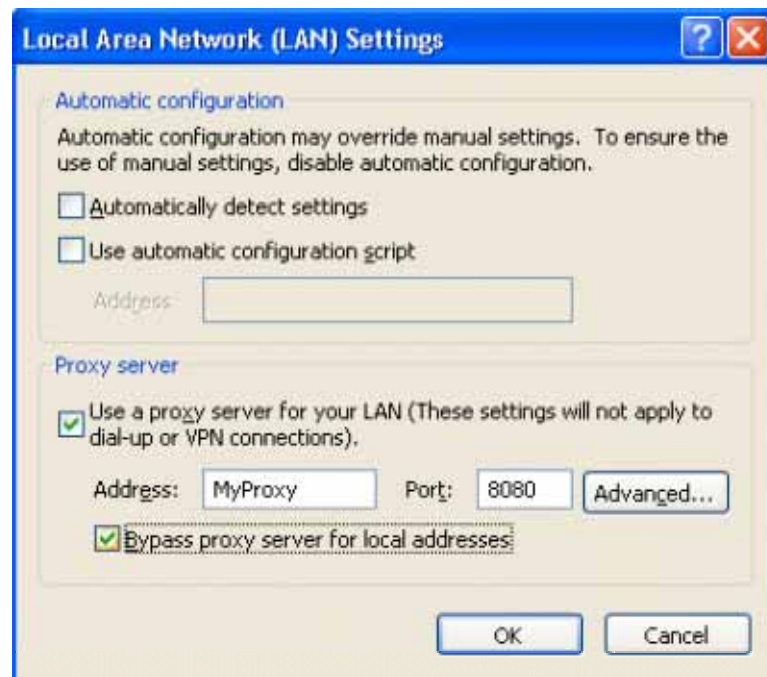 Local Area Network (LAN) Settings
Automatic configuration
Automatic configuration may override manual settings. To ensure the
use of manual settings, disable automatic configuration.
Automatically detect settings
Use automatic configuration script
Address
Proxy server
Use a proxy server for your LAN (These settings will not apply to
dial-up or VPN connections).
Address: MyProxy Port: 8080 Advanced...
Bypass proxy server for local addresses
OK Cancel